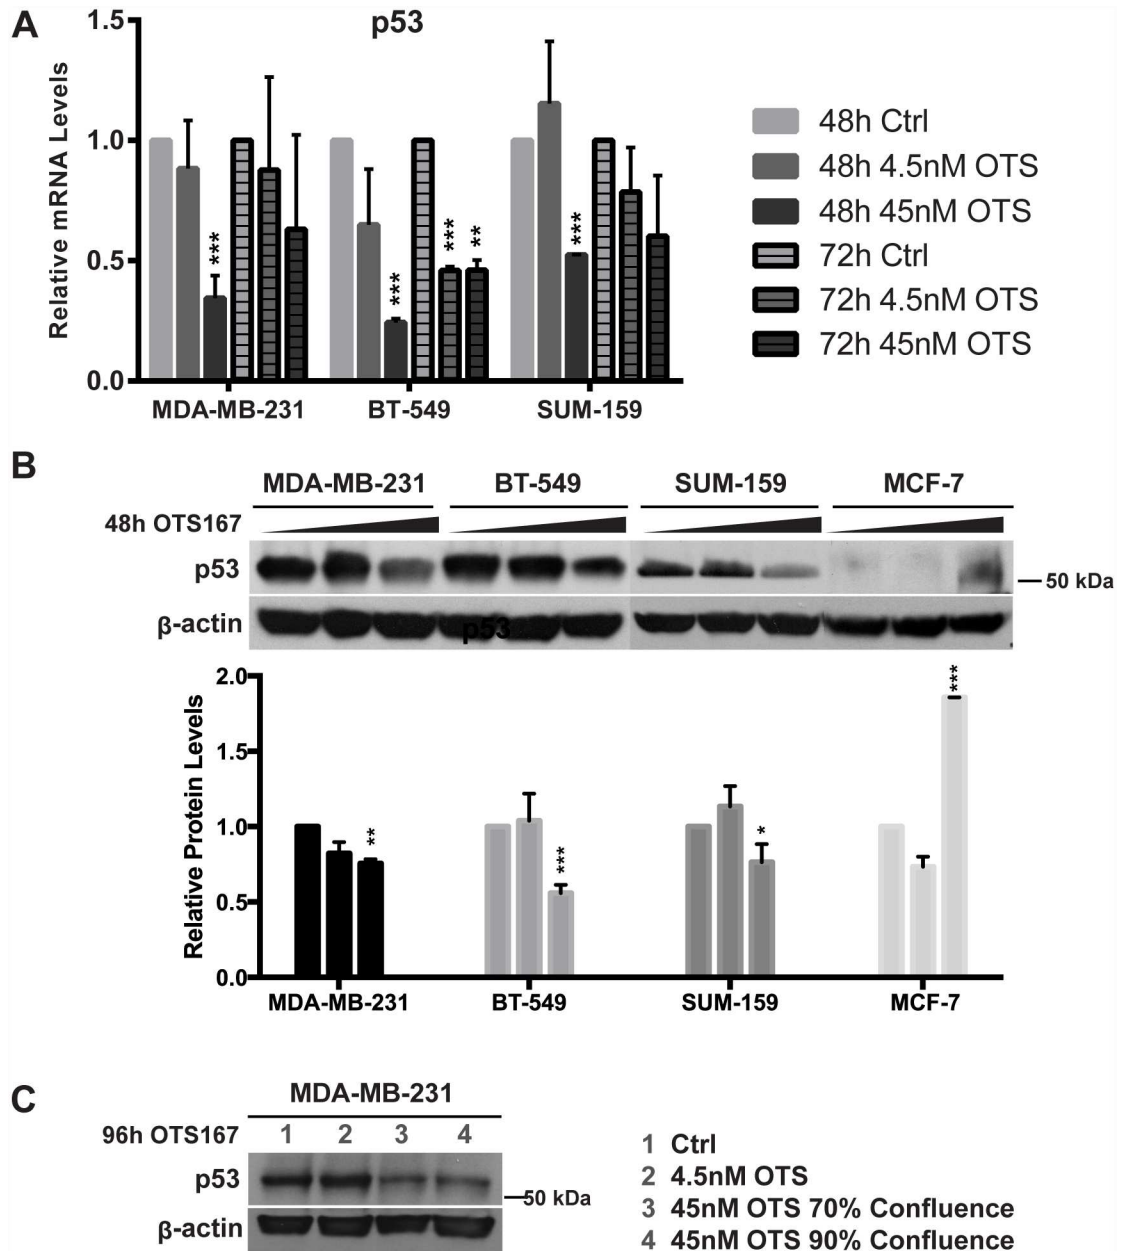 A
p53
Relative mRNA Levels
1.5
1.0
0.5
0.0
***
***
***
**
***
MDA-MB-231 BT-549 SUM-159
48h Ctrl
48h 4.5nM OTS
48h 45nM OTS
72h Ctrl
72h 4.5nM OTS
72h 45nM OTS
B
MDA-MB-231 BT-549 SUM-159 MCF-7
48h OTS167
p53
50 kDa
β-actin
p53
Relative Protein Levels
2.0
1.5
1.0
0.5
0.0
**
***
*
***
MDA-MB-231 BT-549 SUM-159 MCF-7
C
MDA-MB-231
96h OTS167 1 2 3 4
p53
50 kDa
β-actin
1 Ctrl
2 4.5nM OTS
3 45nM OTS 70% Confluence
4 45nM OTS 90% Confluence